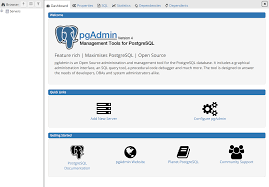 Browser
Dashboard
Properties
SQL
Statistics
Dependencies
Dependents
Servers
Welcome
pgAdmin
Management Tools for PostgreSQL
Feature rich | Maximises PostgreSQL | Open Source
pgAdmin is an Open Source administration and management tool for the PostgreSQL database. It includes a graphical
administration interface, an SQL query tool, a procedural code debugger and much more. The tool is designed to answer
the needs of developers, DBAs and system administrators alike.
Quick Links
Add New Server
Configure pgAdmin
Getting Started
PostgreSQL
Documentation
pgAdmin Website
Planet PostgreSQL
Community Support